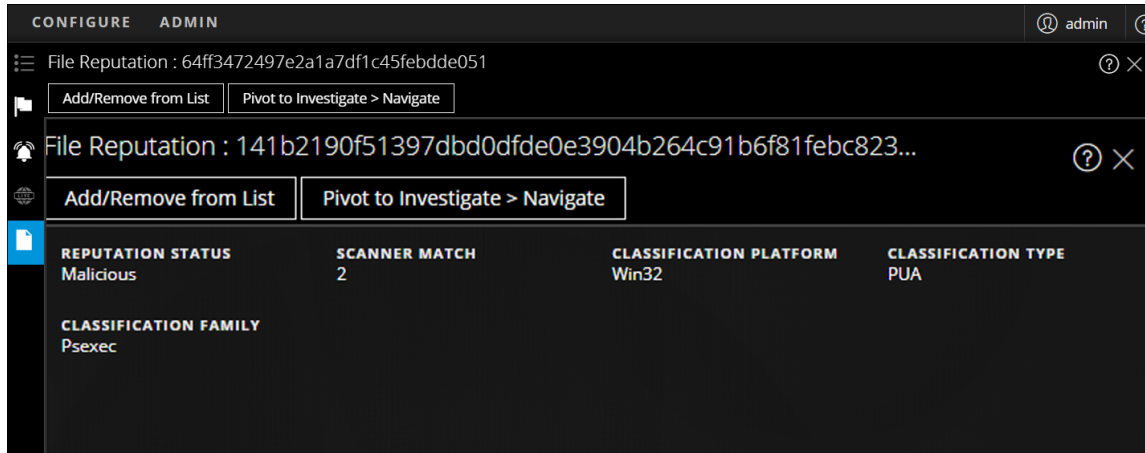 CONFIGURE ADMIN admin
File Reputation : 64ff3472497e2a1a7df1c45febdde051
Add/Remove from List Pivot to Investigate > Navigate
File Reputation : 141b2190f51397dbd0dfde0e3904b264c91b6f81febc823...
Add/Remove from List Pivot to Investigate > Navigate
REPUTATION STATUS SCANNER MATCH CLASSIFICATION PLATFORM CLASSIFICATION TYPE
Malicious 2 Win32 PUA
CLASSIFICATION FAMILY
Psexec